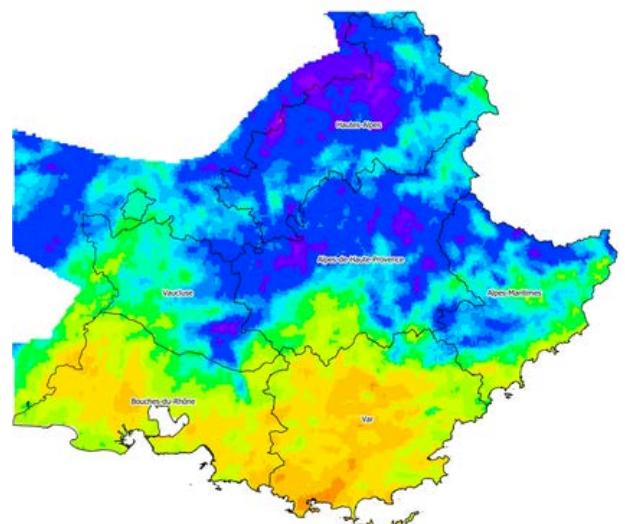 Hautes-Alpes
Alpes-de-Haute-Provence
Vaucluse
Alpes-Maritimes
Bouches-du-Rhône
Var